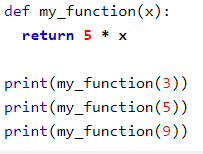 def my_function(x):
  return 5 * x

print(my_function(3))
print(my_function(5))
print(my_function(9))